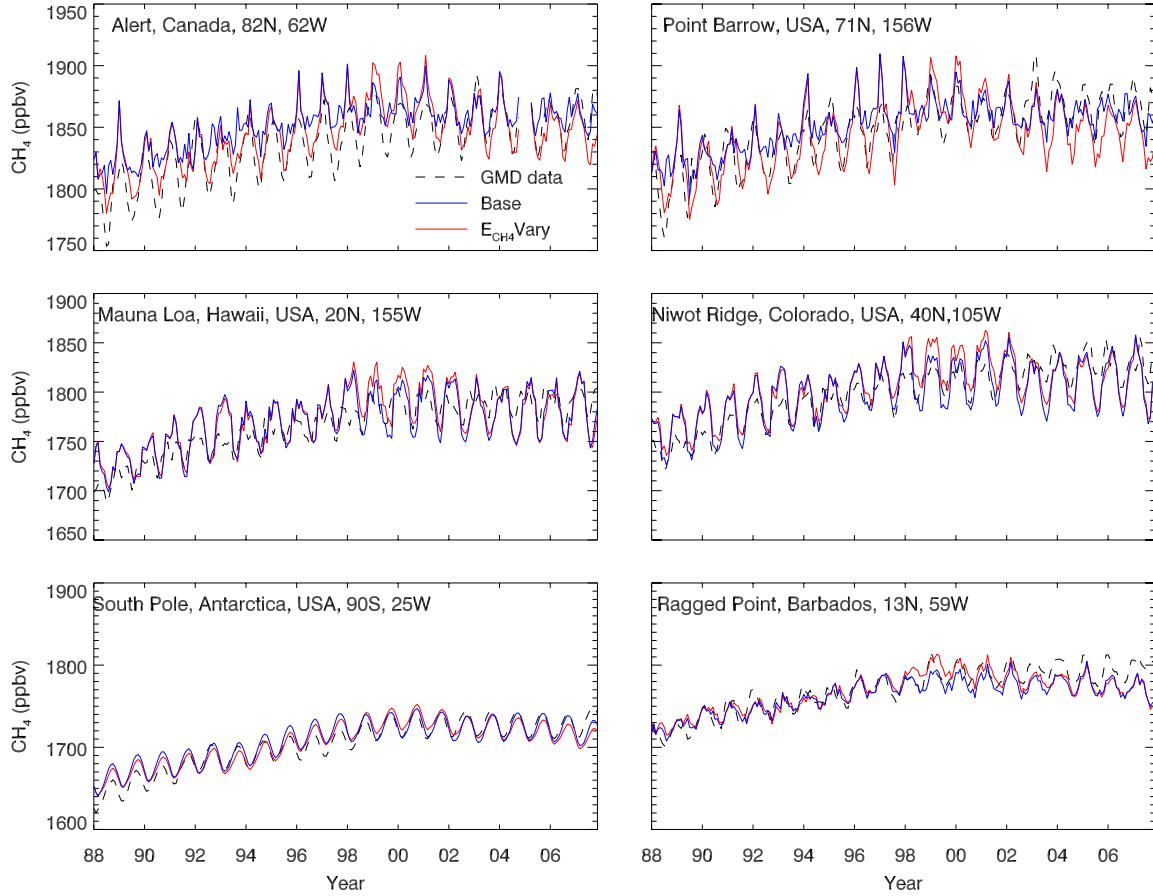 Alert, Canada, 82N, 62W
Point Barrow, USA, 71N, 156W
1950
1900
1850
1800
1750
CH4 (ppbv)
GMD data
Base
ECH4Vary
Mauna Loa, Hawaii, USA, 20N, 155W
Niwot Ridge, Colorado, USA, 40N,105W
1900
1850
1800
1750
1700
1650
CH4 (ppbv)
South Pole, Antarctica, USA, 90S, 25W
Ragged Point, Barbados, 13N, 59W
1900
1800
1700
1600
CH4 (ppbv)
88 90 92 94 96 98 00 02 04 06
Year
88 90 92 94 96 98 00 02 04 06
Year